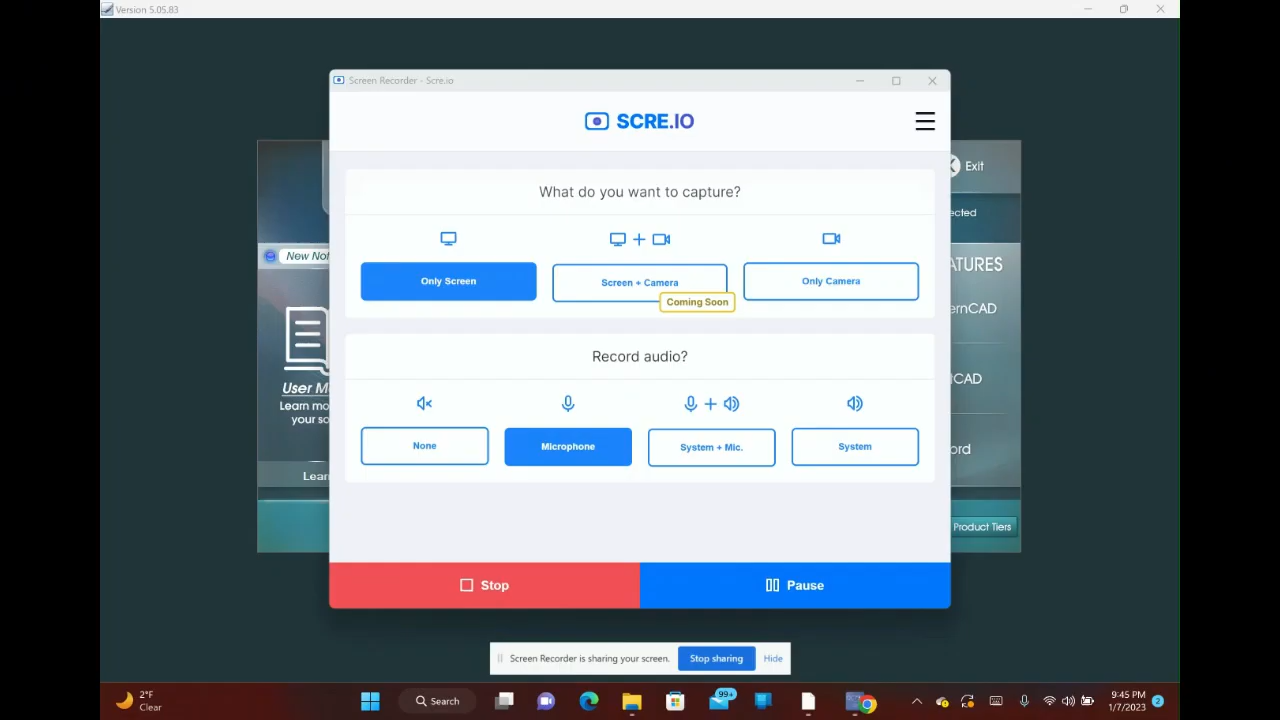 Version 5.05.83
Screen Recorder - Scre.io
SCRE.IO
What do you want to capture?
Only Screen
Screen + Camera
Coming Soon
Only Camera
Record audio?
None
Microphone
System + Mic.
System
Stop
Pause
Exit
ected
New Not
ATURES
ernCAD
User M
Learn mo
your so
CAD
ord
Lear
Product Tiers
Screen Recorder is sharing your screen.
Stop sharing
Hide
2°F
Clear
Search
99+
9:45 PM
1/7/2023
2